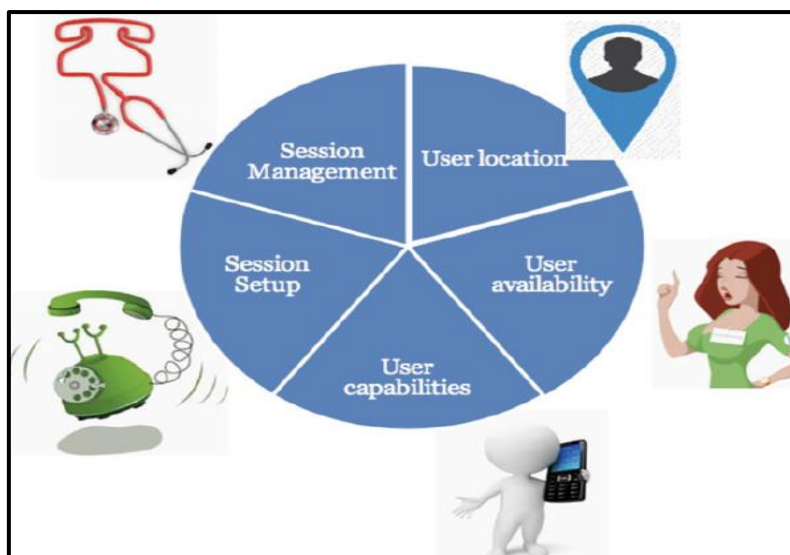 Session
Management
User location
Session
Setup
User
availability
User
capabilities